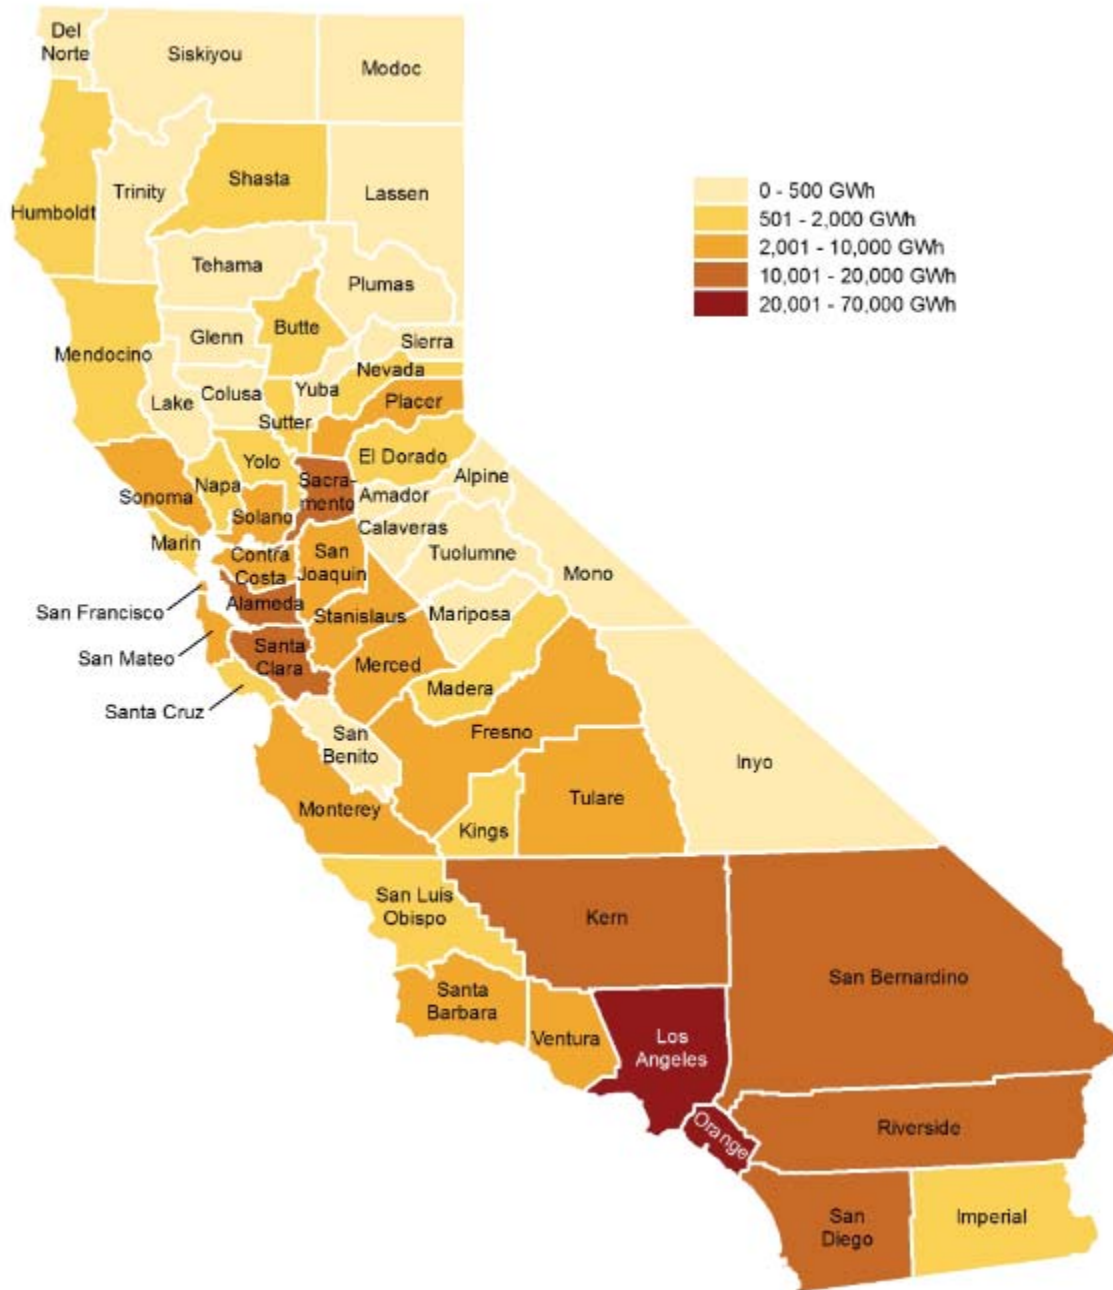 Del
Norte
Siskiyou
Modoc
Humboldt
Trinity
Shasta
Lassen
0 - 500 GWh
501 - 2,000 GWh
2,001 - 10,000 GWh
10,001 - 20,000 GWh
20,001 - 70,000 GWh
Tehama
Plumas
Mendocino
Glenn
Butte
Sierra
Lake
Colusa
Sutter
Yuba
Nevada
Placer
Sonoma
Napa
Yolo
Solano
Sacra-
mento
El Dorado
Alpine
Amador
Marin
Contra
Costa
San
Joaquin
Calaveras
Tuolumne
Mono
San Francisco
Alameda
Stanislaus
Mariposa
San Mateo
Santa
Clara
Merced
Madera
Santa Cruz
San
Benito
Fresno
Inyo
Monterey
Kings
Tulare
San Luis
Obispo
Kern
San Bernardino
Santa
Barbara
Ventura
Los
Angeles
Orange
Riverside
San
Diego
Imperial